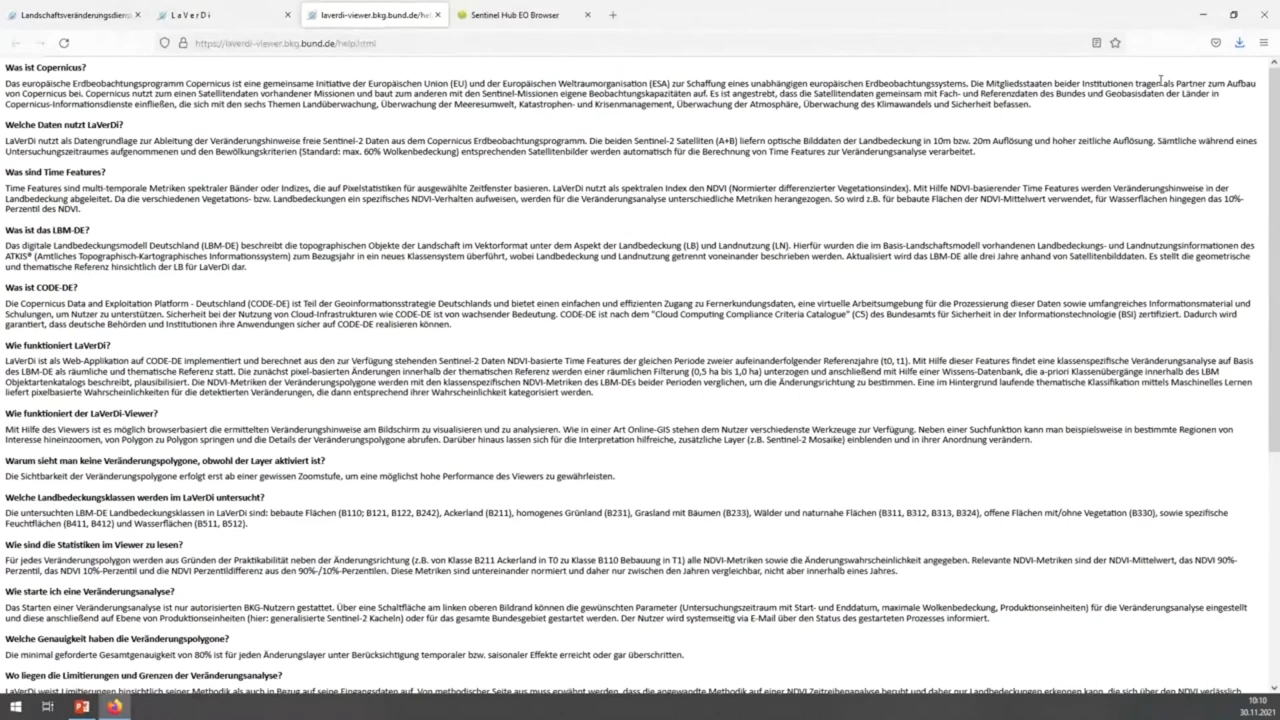 Landschaftsveränderungsdiens
L a V e r D i
laverdi-viewer.bkg.bund.de/hel
Sentinel Hub EO Browser
https://laverdi-viewer.bkg.bund.de/help.html
Was ist Copernicus?
Das europäische Erdbeobachtungsprogramm Copernicus ist eine gemeinsame Initiative der Europäischen Union (EU) und der Europäischen Weltraumorganisation (ESA) zur Schaffung eines unabhängigen europäischen Erdbeobachtungssystems. Die Mitgliedsstaaten beider Institutionen tragen als Partner zum Aufbau
von Copernicus bei. Copernicus nutzt zum einen Satellitendaten vorhandener Missionen und baut zum anderen mit den Sentinel-Missionen eigene Beobachtungskapazitäten auf. Es ist angestrebt, dass die Satellitendaten gemeinsam mit Fach- und Referenzdaten des Bundes und Geobasisdaten der Länder in
Copernicus-Informationsdienste einfließen, die sich mit den sechs Themen Landüberwachung, Überwachung der Meeresumwelt, Katastrophen- und Krisenmanagement, Überwachung der Atmosphäre, Überwachung des Klimawandels und Sicherheit befassen.
Welche Daten nutzt LaVerDi?
LaVerDi nutzt als Datengrundlage zur Ableitung der Veränderungshinweise freie Sentinel-2 Daten aus dem Copernicus Erdbeobachtungsprogramm. Die beiden Sentinel-2 Satelliten (A+B) liefern optische Bilddaten der Landbedeckung in 10m bzw. 20m Auflösung und hoher zeitliche Auflösung. Sämtliche während eines
Untersuchungszeitraumes aufgenommenen und den Bewölkungskriterien (Standard: max. 60% Wolkenbedeckung) entsprechenden Satellitenbilder werden automatisch für die Berechnung von Time Features zur Veränderungsanalyse verarbeitet.
Was sind Time Features?
Time Features sind multi-temporale Metriken spektraler Bänder oder Indizes, die auf Pixelstatistiken für ausgewählte Zeitfenster basieren. LaVerDi nutzt als spektralen Index den NDVI (Normierter differenzierter Vegetationsindex). Mit Hilfe NDVI-basierender Time Features werden Veränderungshinweise in der
Landbedeckung abgeleitet. Da die verschiedenen Vegetations- bzw. Landbedeckungen ein spezifisches NDVI-Verhalten aufweisen, werden für die Veränderungsanalyse unterschiedliche Metriken herangezogen. So wird z.B. für bebaute Flächen der NDVI-Mittelwert verwendet, für Wasserflächen hingegen das 10%-
Perzentil des NDVI.
Was ist das LBM-DE?
Das digitale Landbedeckungsmodell Deutschland (LBM-DE) beschreibt die topographischen Objekte der Landschaft im Vektorformat unter dem Aspekt der Landbedeckung (LB) und Landnutzung (LN). Hierfür wurden die im Basis-Landschaftsmodell vorhandenen Landbedeckungs- und Landnutzungsinformationen des
ATKIS® (Amtliches Topographisch-Kartographisches Informationssystem) zum Bezugsjahr in ein neues Klassensystem überführt, wobei Landbedeckung und Landnutzung getrennt voneinander beschrieben werden. Aktualisiert wird das LBM-DE alle drei Jahre anhand von Satellitenbilddaten. Es stellt die geometrische
und thematische Referenz hinsichtlich der LB für LaVerDi dar.
Was ist CODE-DE?
Die Copernicus Data and Exploitation Platform - Deutschland (CODE-DE) ist Teil der Geoinformationsstrategie Deutschlands und bietet einen einfachen und effizienten Zugang zu Fernerkundungsdaten, eine virtuelle Arbeitsumgebung für die Prozessierung dieser Daten sowie umfangreiches Informationsmaterial und
Schulungen, um Nutzer zu unterstützen. Sicherheit bei der Nutzung von Cloud-Infrastrukturen wie CODE-DE ist von wachsender Bedeutung. CODE-DE ist nach dem "Cloud Computing Compliance Criteria Catalogue" (C5) des Bundesamts für Sicherheit in der Informationstechnologie (BSI) zertifiziert. Dadurch wird
garantiert, dass deutsche Behörden und Institutionen ihre Anwendungen sicher auf CODE-DE realisieren können.
Wie funktioniert LaVerDi?
LaVerDi ist als Web-Applikation auf CODE-DE implementiert und berechnet aus den zur Verfügung stehenden Sentinel-2 Daten NDVI-basierte Time Features der gleichen Periode zweier aufeinanderfolgender Referenzjahre (t0, t1). Mit Hilfe dieser Features findet eine klassenspezifische Veränderungsanalyse auf Basis
des LBM-DE als räumliche und thematische Referenz statt. Die zunächst pixel-basierten Änderungen innerhalb der thematischen Referenz werden einer räumlichen Filterung (0,5 ha bis 1,0 ha) unterzogen und anschließend mit Hilfe einer Wissens-Datenbank, die a-priori Klassenübergänge innerhalb des LBM
Objektartenkatalogs beschreibt, plausibilisiert. Die NDVI-Metriken der Veränderungspolygone werden mit den klassenspezifischen NDVI-Metriken des LBM-DEs beider Perioden verglichen, um die Änderungsrichtung zu bestimmen. Eine im Hintergrund laufende thematische Klassifikation mittels Maschinelles Lernen
liefert pixelbasierte Wahrscheinlichkeiten für die detektierten Veränderungen, die dann entsprechend ihrer Wahrscheinlichkeit kategorisiert werden.
Wie funktioniert der LaVerDi-Viewer?
Mit Hilfe des Viewers ist es möglich browserbasiert die ermittelten Veränderungshinweise am Bildschirm zu visualisieren und zu analysieren. Wie in einer Art Online-GIS stehen dem Nutzer verschiedenste Werkzeuge zur Verfügung. Neben einer Suchfunktion kann man beispielsweise in bestimmte Regionen von
Interesse hineinzoomen, von Polygon zu Polygon springen und die Details der Veränderungspolygone abrufen. Darüber hinaus lassen sich für die Interpretation hilfreiche, zusätzliche Layer (z.B. Sentinel-2 Mosaike) einblenden und in ihrer Anordnung verändern.
Warum sieht man keine Veränderungspolygone, obwohl der Layer aktiviert ist?
Die Sichtbarkeit der Veränderungspolygone erfolgt erst ab einer gewissen Zoomstufe, um eine möglichst hohe Performance des Viewers zu gewährleisten.
Welche Landbedeckungsklassen werden im LaVerDi untersucht?
Die untersuchten LBM-DE Landbedeckungsklassen in LaVerDi sind: bebaute Flächen (B110; B121, B122, B242), Ackerland (B211), homogenes Grünland (B231), Grasland mit Bäumen (B233), Wälder und naturnahe Flächen (B311, B312, B313, B324), offene Flächen mit/ohne Vegetation (B330), sowie spezifische
Feuchtflächen (B411, B412) und Wasserflächen (B511, B512).
Wie sind die Statistiken im Viewer zu lesen?
Für jedes Veränderungspolygon werden aus Gründen der Praktikabilität neben der Änderungsrichtung (z.B. von Klasse B211 Ackerland in T0 zu Klasse B110 Bebauung in T1) alle NDVI-Metriken sowie die Änderungswahrscheinlichkeit angegeben. Relevante NDVI-Metriken sind der NDVI-Mittelwert, das NDVI 90%-
Perzentil, das NDVI 10%-Perzentil und die NDVI Perzentildifferenz aus den 90%-/10%-Perzentilen. Diese Metriken sind untereinander normiert und daher nur zwischen den Jahren vergleichbar, nicht aber innerhalb eines Jahres.
Wie starte ich eine Veränderungsanalyse?
Das Starten einer Veränderungsanalyse ist nur autorisierten BKG-Nutzern gestattet. Über eine Schaltfläche am linken oberen Bildrand können die gewünschten Parameter (Untersuchungszeitraum mit Start- und Enddatum, maximale Wolkenbedeckung, Produktionseinheiten) für die Veränderungsanalyse eingestellt
und diese anschließend auf Ebene von Produktionseinheiten (hier: generalisierte Sentinel-2 Kacheln) oder für das gesamte Bundesgebiet gestartet werden. Der Nutzer wird systemseitig via E-Mail über den Status des gestarteten Prozesses informiert.
Welche Genauigkeit haben die Veränderungspolygone?
Die minimal geforderte Gesamtgenauigkeit von 80% ist für jeden Änderungslayer unter Berücksichtigung temporaler bzw. saisonaler Effekte erreicht oder gar überschritten.
Wo liegen die Limitierungen und Grenzen der Veränderungsanalyse?
LaVerDi weist Limitierungen hinsichtlich seiner Methodik als auch in Bezug auf seine Eingangsdaten auf. Von methodischer Seite aus muss erwähnt werden, dass die angewandte Methodik auf einer NDVI Zeitreihenanalyse beruht und daher nur Landbedeckungen erkennen kann, die sich über den NDVI verlässlich
10:10
30.11.2021